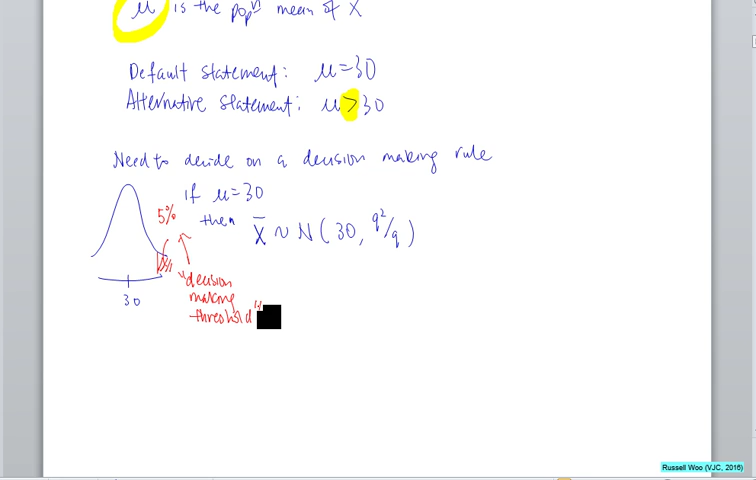 μ is the popⁿ mean of X
Default statement: μ=30
Alternative statement: μ>30
Need to decide on a decision making rule
if μ=30
then X̄ ~ N(30, 9²/9)
5%
30
"decision
making
threshold"
Russell Woo (VJC, 2016)